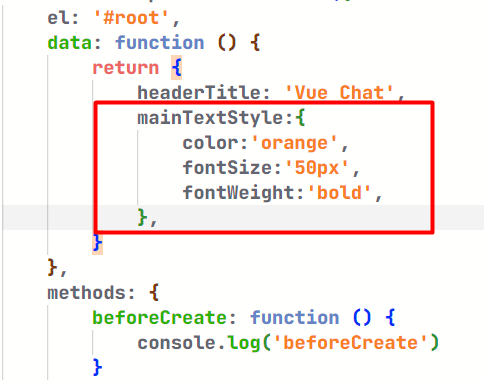 el: '#root',
data: function () {
return {
headerTitle: 'Vue Chat',
mainTextStyle:{
color:'orange',
fontSize:'50px',
fontWeight:'bold',
},
}
},
methods: {
beforeCreate: function () {
console.log('beforeCreate')
}